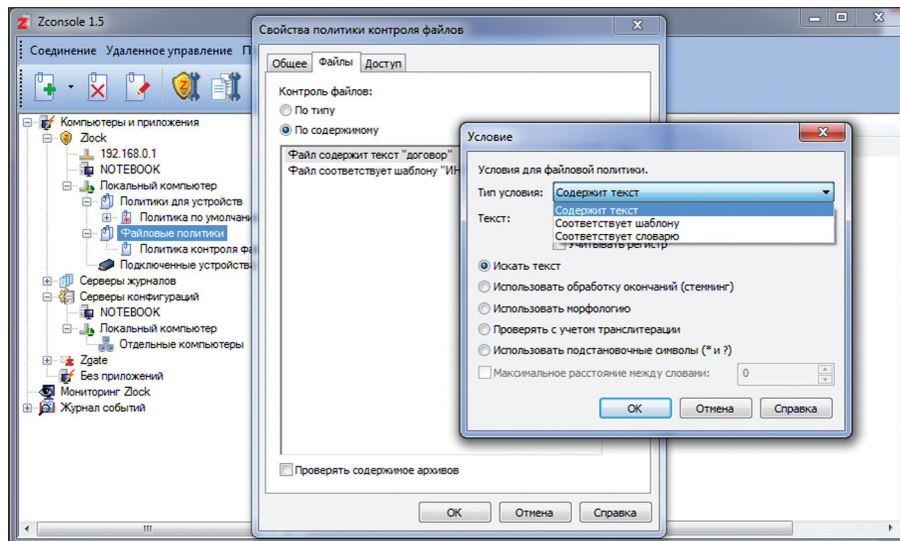 Zconsole 1.5
Соединение Удаленное управление П
Компьютеры и приложения
Zlock
192.168.0.1
NOTEBOOK
Локальный компьютер
Политики для устройств
Политика по умолчани
Файловые политики
Политика контроля фа
Подключенные устройства
Серверы журналов
Серверы конфигураций
NOTEBOOK
Локальный компьютер
Отдельные компьютеры
Zgate
Без приложений
Мониторинг Zlock
Журнал событий
Свойства политики контроля файлов
Общее Файлы Доступ
Контроль файлов:
По типу
По содержимому
Файл содержит текст "договор"
Файл соответствует шаблону "ИН
Проверять содержимое архивов
ОК Отмена Справка
Условие
Условия для файловой политики.
Тип условия: Содержит текст
Текст:
Содержит текст
Соответствует шаблону
Соответствует словарю
Учитывать регистр
Искать текст
Использовать обработку окончаний (стемминг)
Использовать морфологию
Проверять с учетом транслитерации
Использовать подстановочные символы (* и ?)
Максимальное расстояние между словами: 0
ОК Отмена Справка